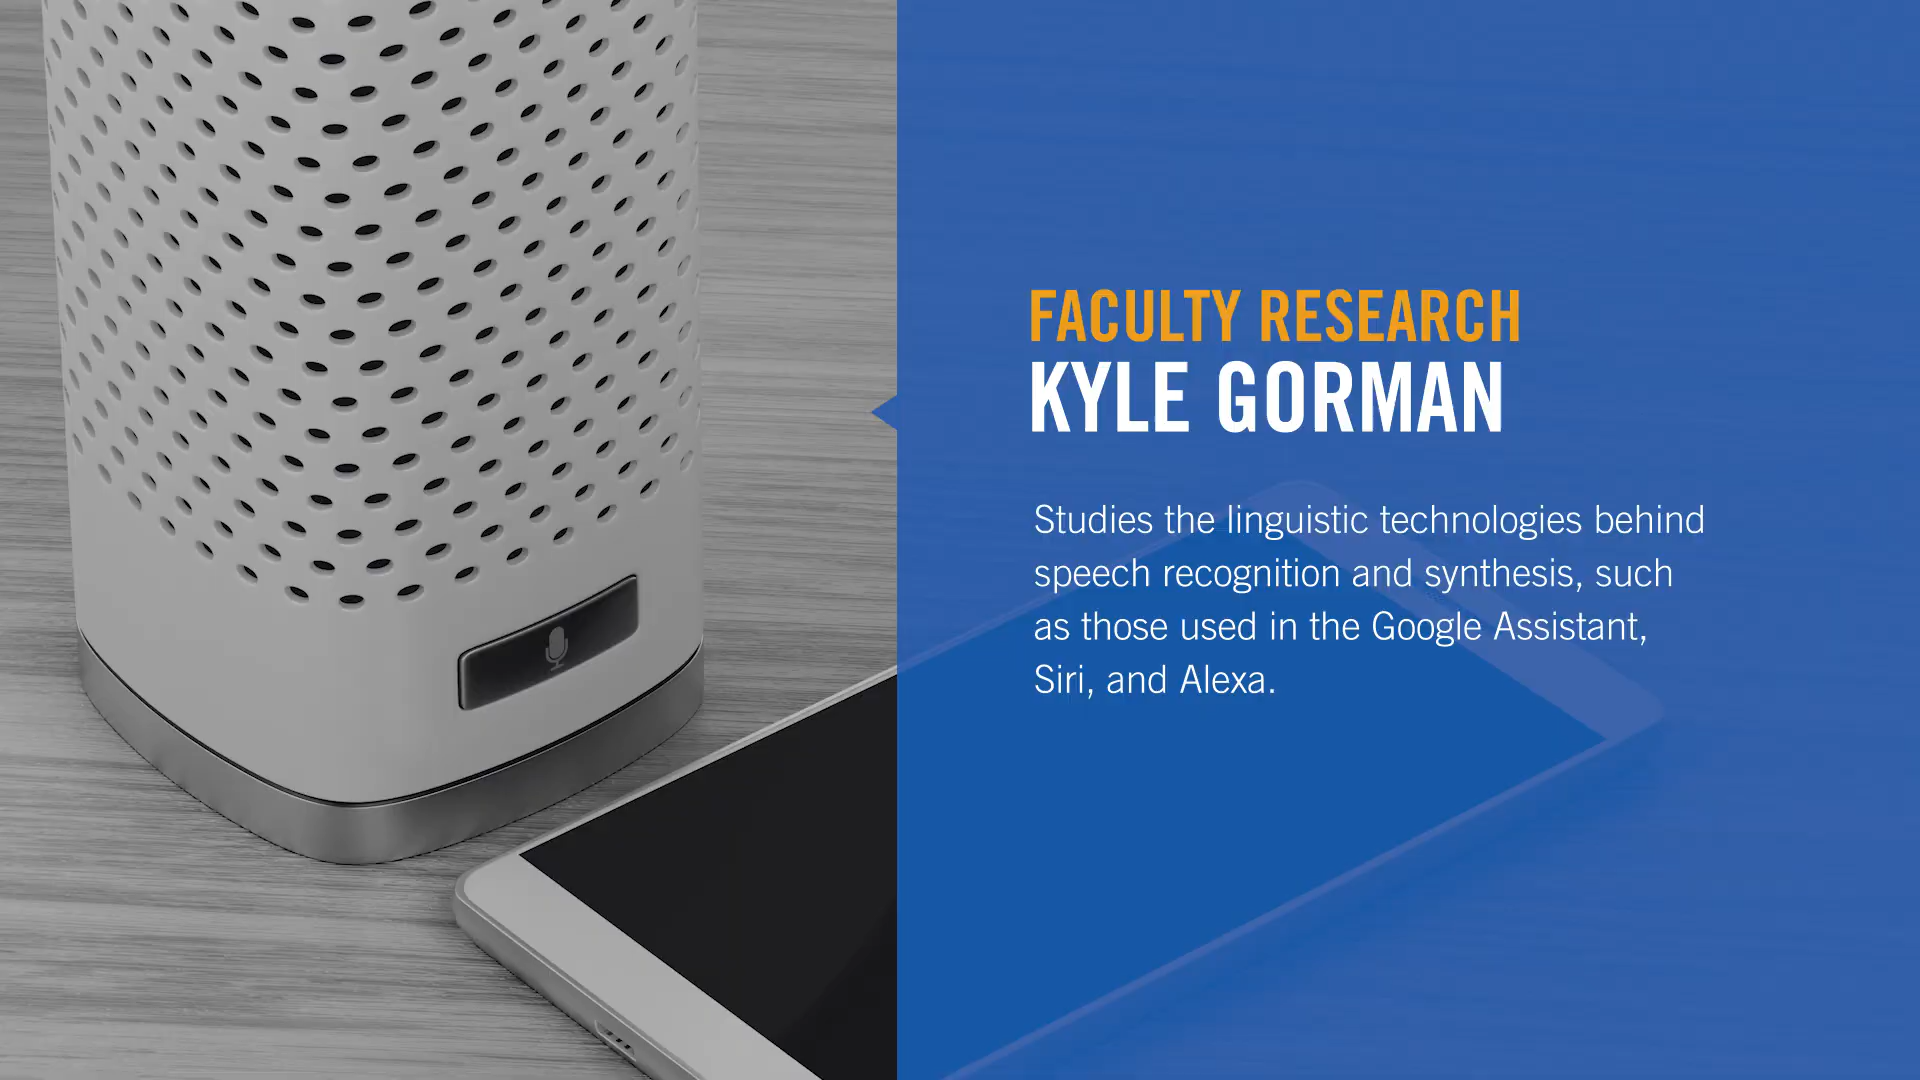 FACULTY RESEARCH
KYLE GORMAN
Studies the linguistic technologies behind
speech recognition and synthesis, such
as those used in the Google Assistant,
Siri, and Alexa.